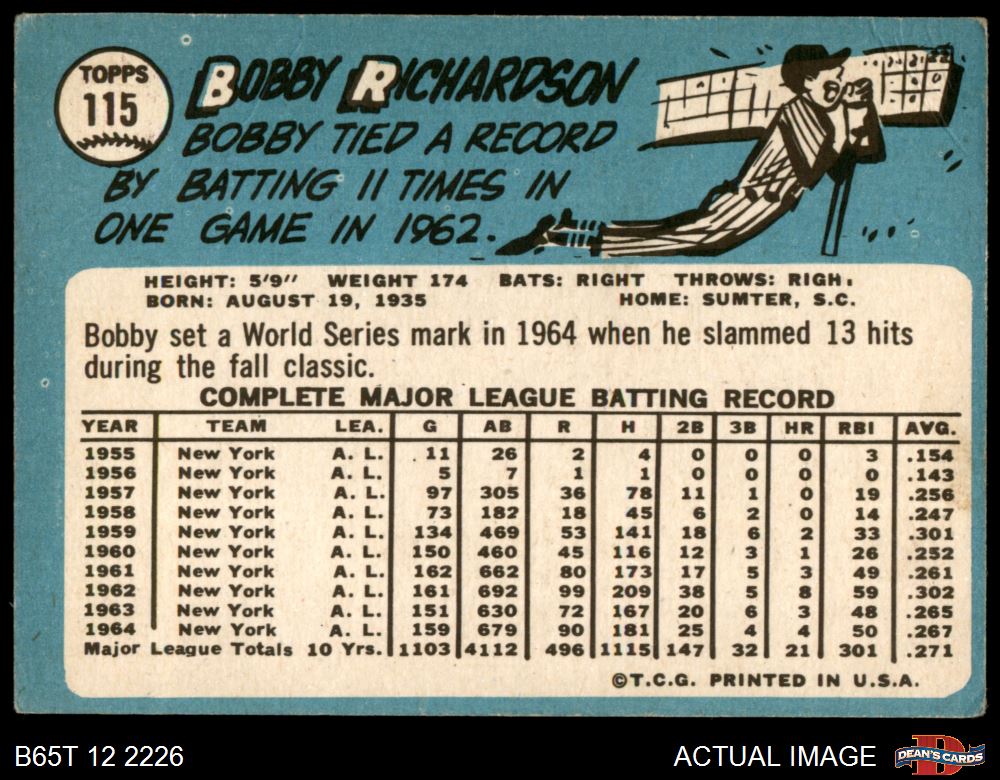 TOPPS
115
BOBBY RICHARDSON
BOBBY TIED A RECORD
BY BATTING 11 TIMES IN
ONE GAME IN 1962.
HEIGHT: 5'9" WEIGHT 174 BATS: RIGHT THROWS: RIGH.
BORN: AUGUST 19, 1935 HOME: SUMTER, S.C.
Bobby set a World Series mark in 1964 when he slammed 13 hits
during the fall classic.
COMPLETE MAJOR LEAGUE BATTING RECORD
YEAR TEAM LEA. G AB R H 2B 3B HR RBI AVG.
1955 New York A. L. 11 26 2 4 0 0 0 3 .154
1956 New York A. L. 5 7 1 1 0 0 0 0 .143
1957 New York A. L. 97 305 36 78 11 1 0 19 .256
1958 New York A. L. 73 182 18 45 6 2 0 14 .247
1959 New York A. L. 134 469 53 141 18 6 2 33 .301
1960 New York A. L. 150 460 45 116 12 3 1 26 .252
1961 New York A. L. 162 662 80 173 17 5 3 49 .261
1962 New York A. L. 161 692 99 209 38 5 8 59 .302
1963 New York A. L. 151 630 72 167 20 6 3 48 .265
1964 New York A. L. 159 679 90 181 25 4 4 50 .267
Major League Totals 10 Yrs. 1103 4112 496 1115 147 32 21 301 .271
©T.C.G. PRINTED IN U.S.A.
B65T 12 2226 ACTUAL IMAGE D DEAN'S CARDS